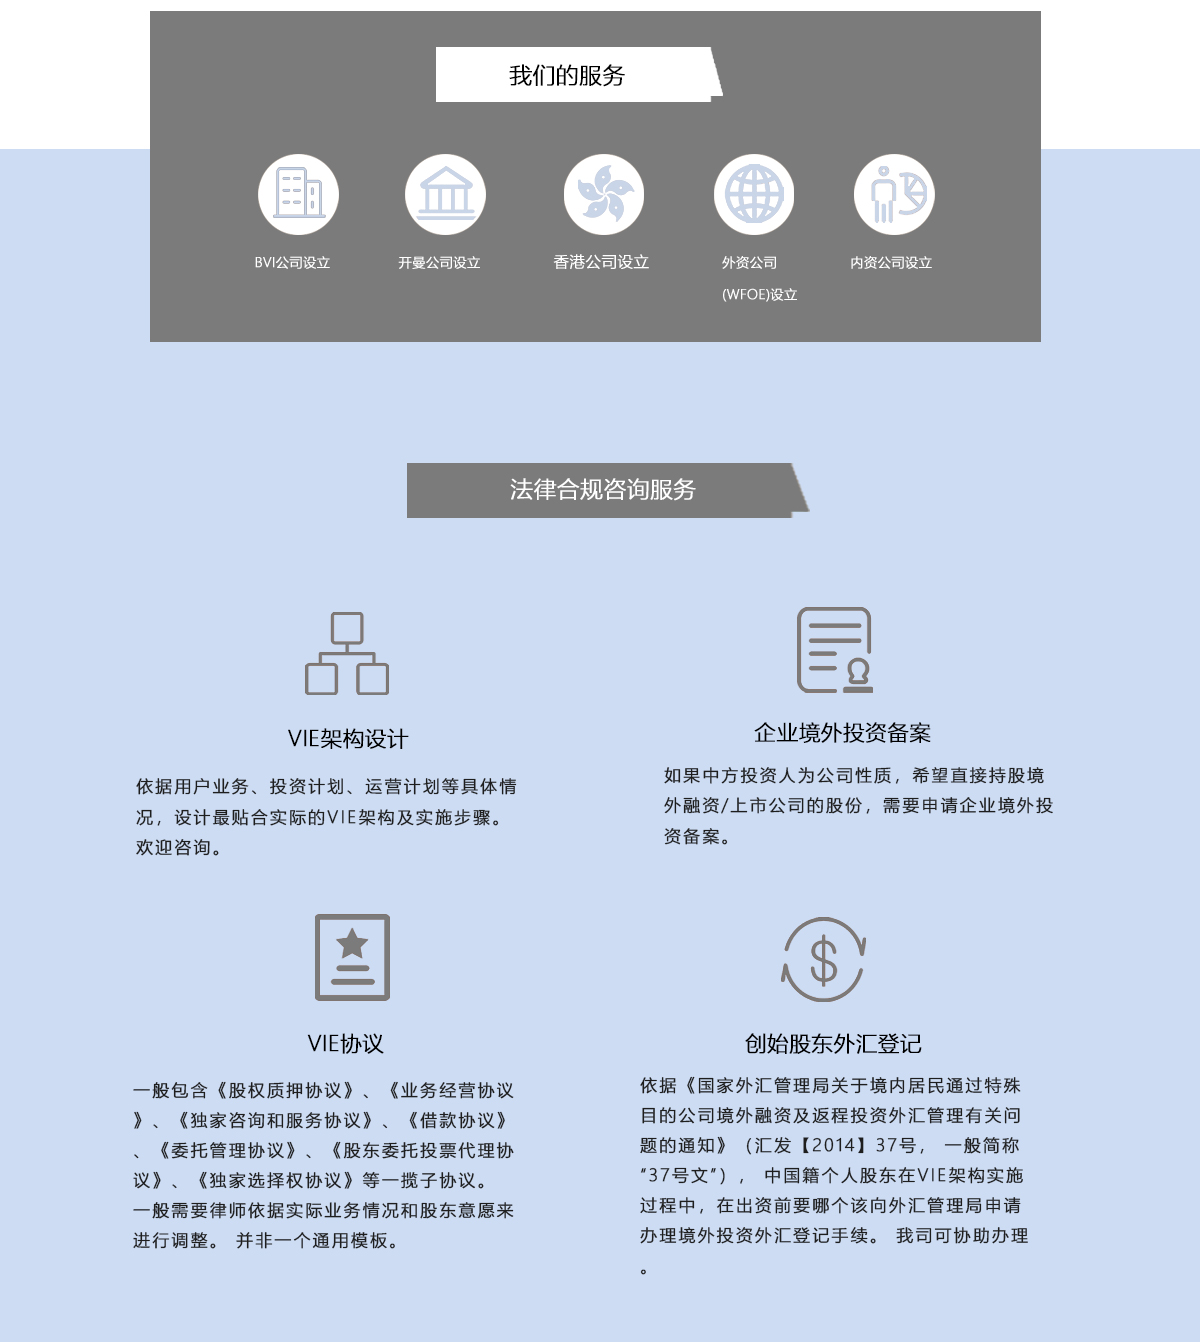 我们的服务
BVI公司设立
开曼公司设立
香港公司设立
外资公司
(WFOE)设立
内资公司设立
法律合规咨询服务
VIE架构设计
依据用户业务、投资计划、运营计划等具体情
况，设计最贴合实际的VIE架构及实施步骤。
欢迎咨询。
企业境外投资备案
如果中方投资人为公司性质，希望直接持股境
外融资/上市公司的股份，需要申请企业境外投
资备案。
VIE协议
一般包含《股权质押协议》、《业务经营协议
》、《独家咨询和服务协议》、《借款协议》
、《委托管理协议》、《股东委托投票代理协
议》、《独家选择权协议》等一揽子协议。
一般需要律师依据实际业务情况和股东意愿来
进行调整。 并非一个通用模板。
创始股东外汇登记
依据《国家外汇管理局关于境内居民通过特殊
目的公司境外融资及返程投资外汇管理有关问
题的通知》（汇发【2014】37号， 一般简称
“37号文”）， 中国籍个人股东在VIE架构实施
过程中，在出资前要哪个该向外汇管理局申请
办理境外投资外汇登记手续。 我司可协助办理
。